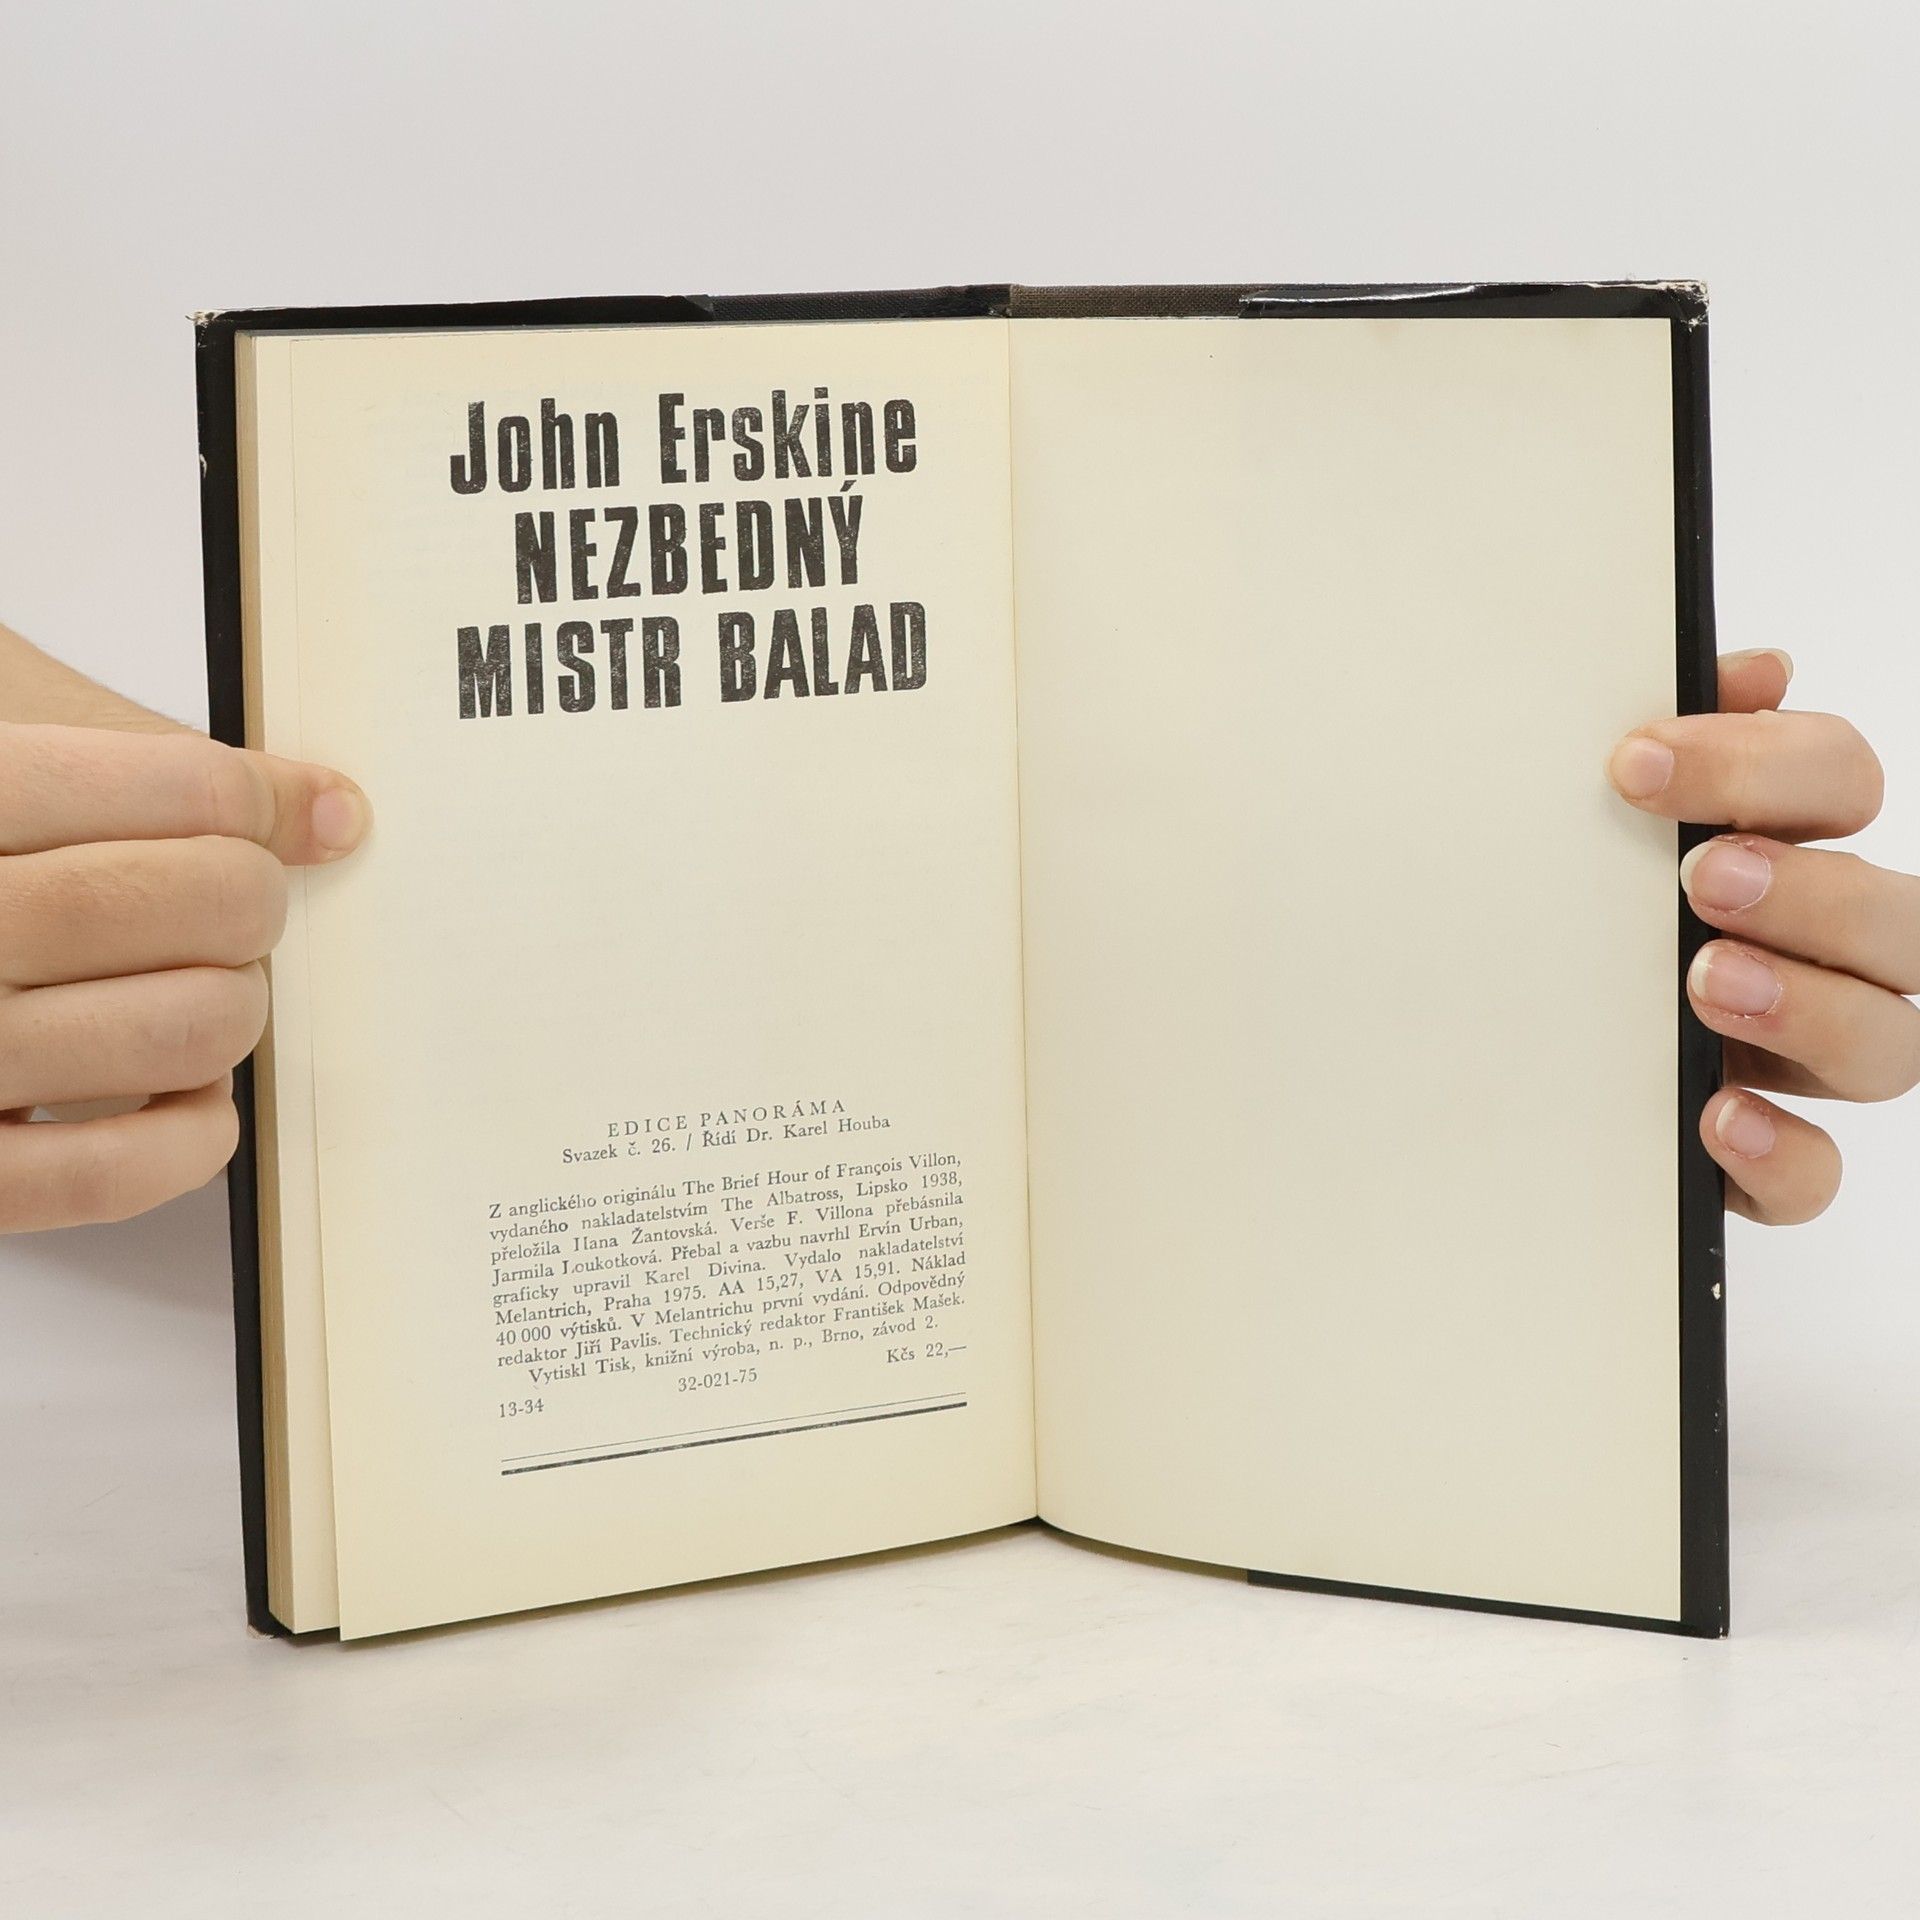 John Erskine
NEZBEDNÝ
MISTR BALAD
EDICE PANORÁMA
Svazek č. 26. / Řídí Dr. Karel Houba
Z anglického originálu The Brief Hour of François Villon,
vydaného nakladatelstvím The Albatross, Lipsko 1938,
přeložila Hana Žantovská. Verše F. Villona přebásnila
Jarmila Loukotková. Přebal a vazbu navrhl Ervín Urban,
graficky upravil Karel Divina. Vydalo nakladatelství
Melantrich, Praha 1975. AA 15,27, VA 15,91. Náklad
40 000 výtisků. V Melantrichu první vydání. Odpovědný
redaktor Jiří Pavlis. Technický redaktor František Mašek.
Vytiskl Tisk, knižní výroba, n. p., Brno, závod 2.
13-34 32-021-75 Kčs 22,—